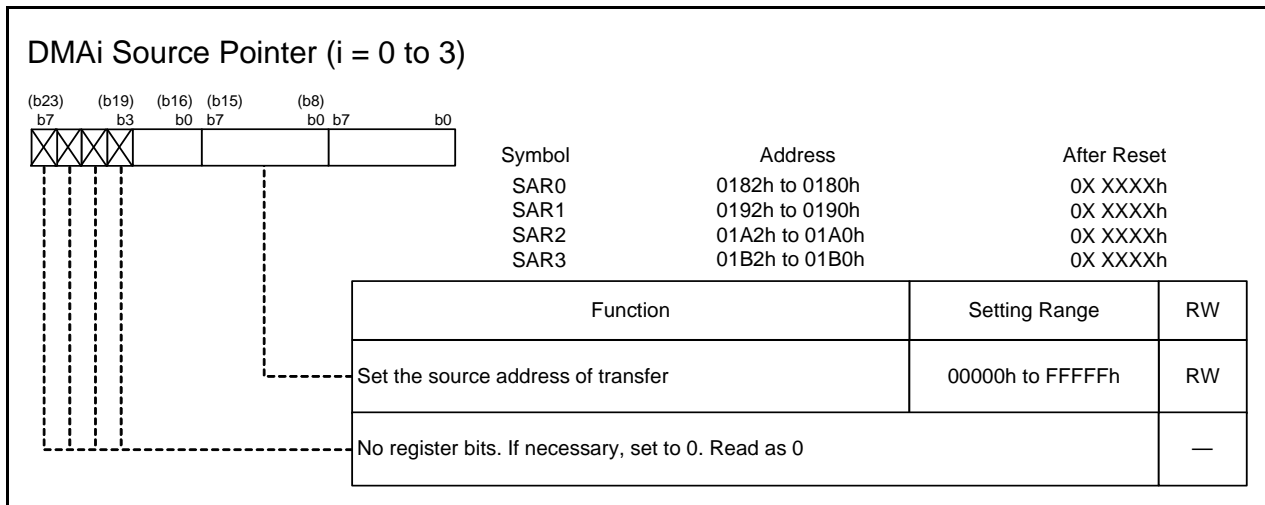 DMAi Source Pointer (i = 0 to 3)
(b23) (b19) (b16) (b15) (b8)
b7 b3 b0 b7 b0 b7 b0
Symbol Address After Reset
SAR0 0182h to 0180h 0X XXXXh
SAR1 0192h to 0190h 0X XXXXh
SAR2 01A2h to 01A0h 0X XXXXh
SAR3 01B2h to 01B0h 0X XXXXh
Function Setting Range RW
Set the source address of transfer 00000h to FFFFFh RW
No register bits. If necessary, set to 0. Read as 0 —